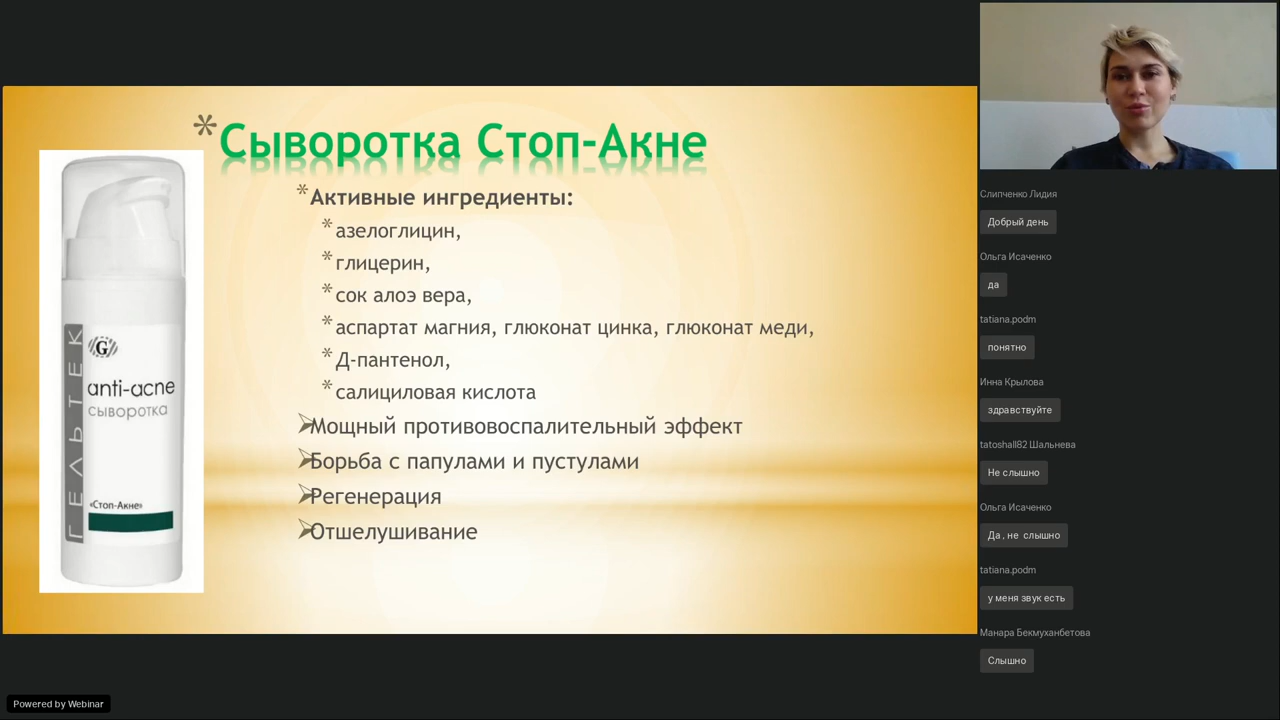 * Сыворотка Стоп-Акне
* Активные ингредиенты:
* азелоглицин,
* глицерин,
* сок алоэ вера,
* аспартат магния, глюконат цинка, глюконат меди,
* Д-пантенол,
* салициловая кислота
Мощный противовоспалительный эффект
Борьба с папулами и пустулами
Регенерация
Отшелушивание
ГЕЛЬТЕК
G
anti-acne
сыворотка
«Стоп-Акне»
Слипченко Лидия
Добрый день
Ольга Исаченко
да
tatiana.podm
понятно
Инна Крылова
здравствуйте
tatoshall82 Шальнева
Не слышно
Ольга Исаченко
Да , не слышно
tatiana.podm
у меня звук есть
Манара Бекмуханбетова
Слышно
Powered by Webinar